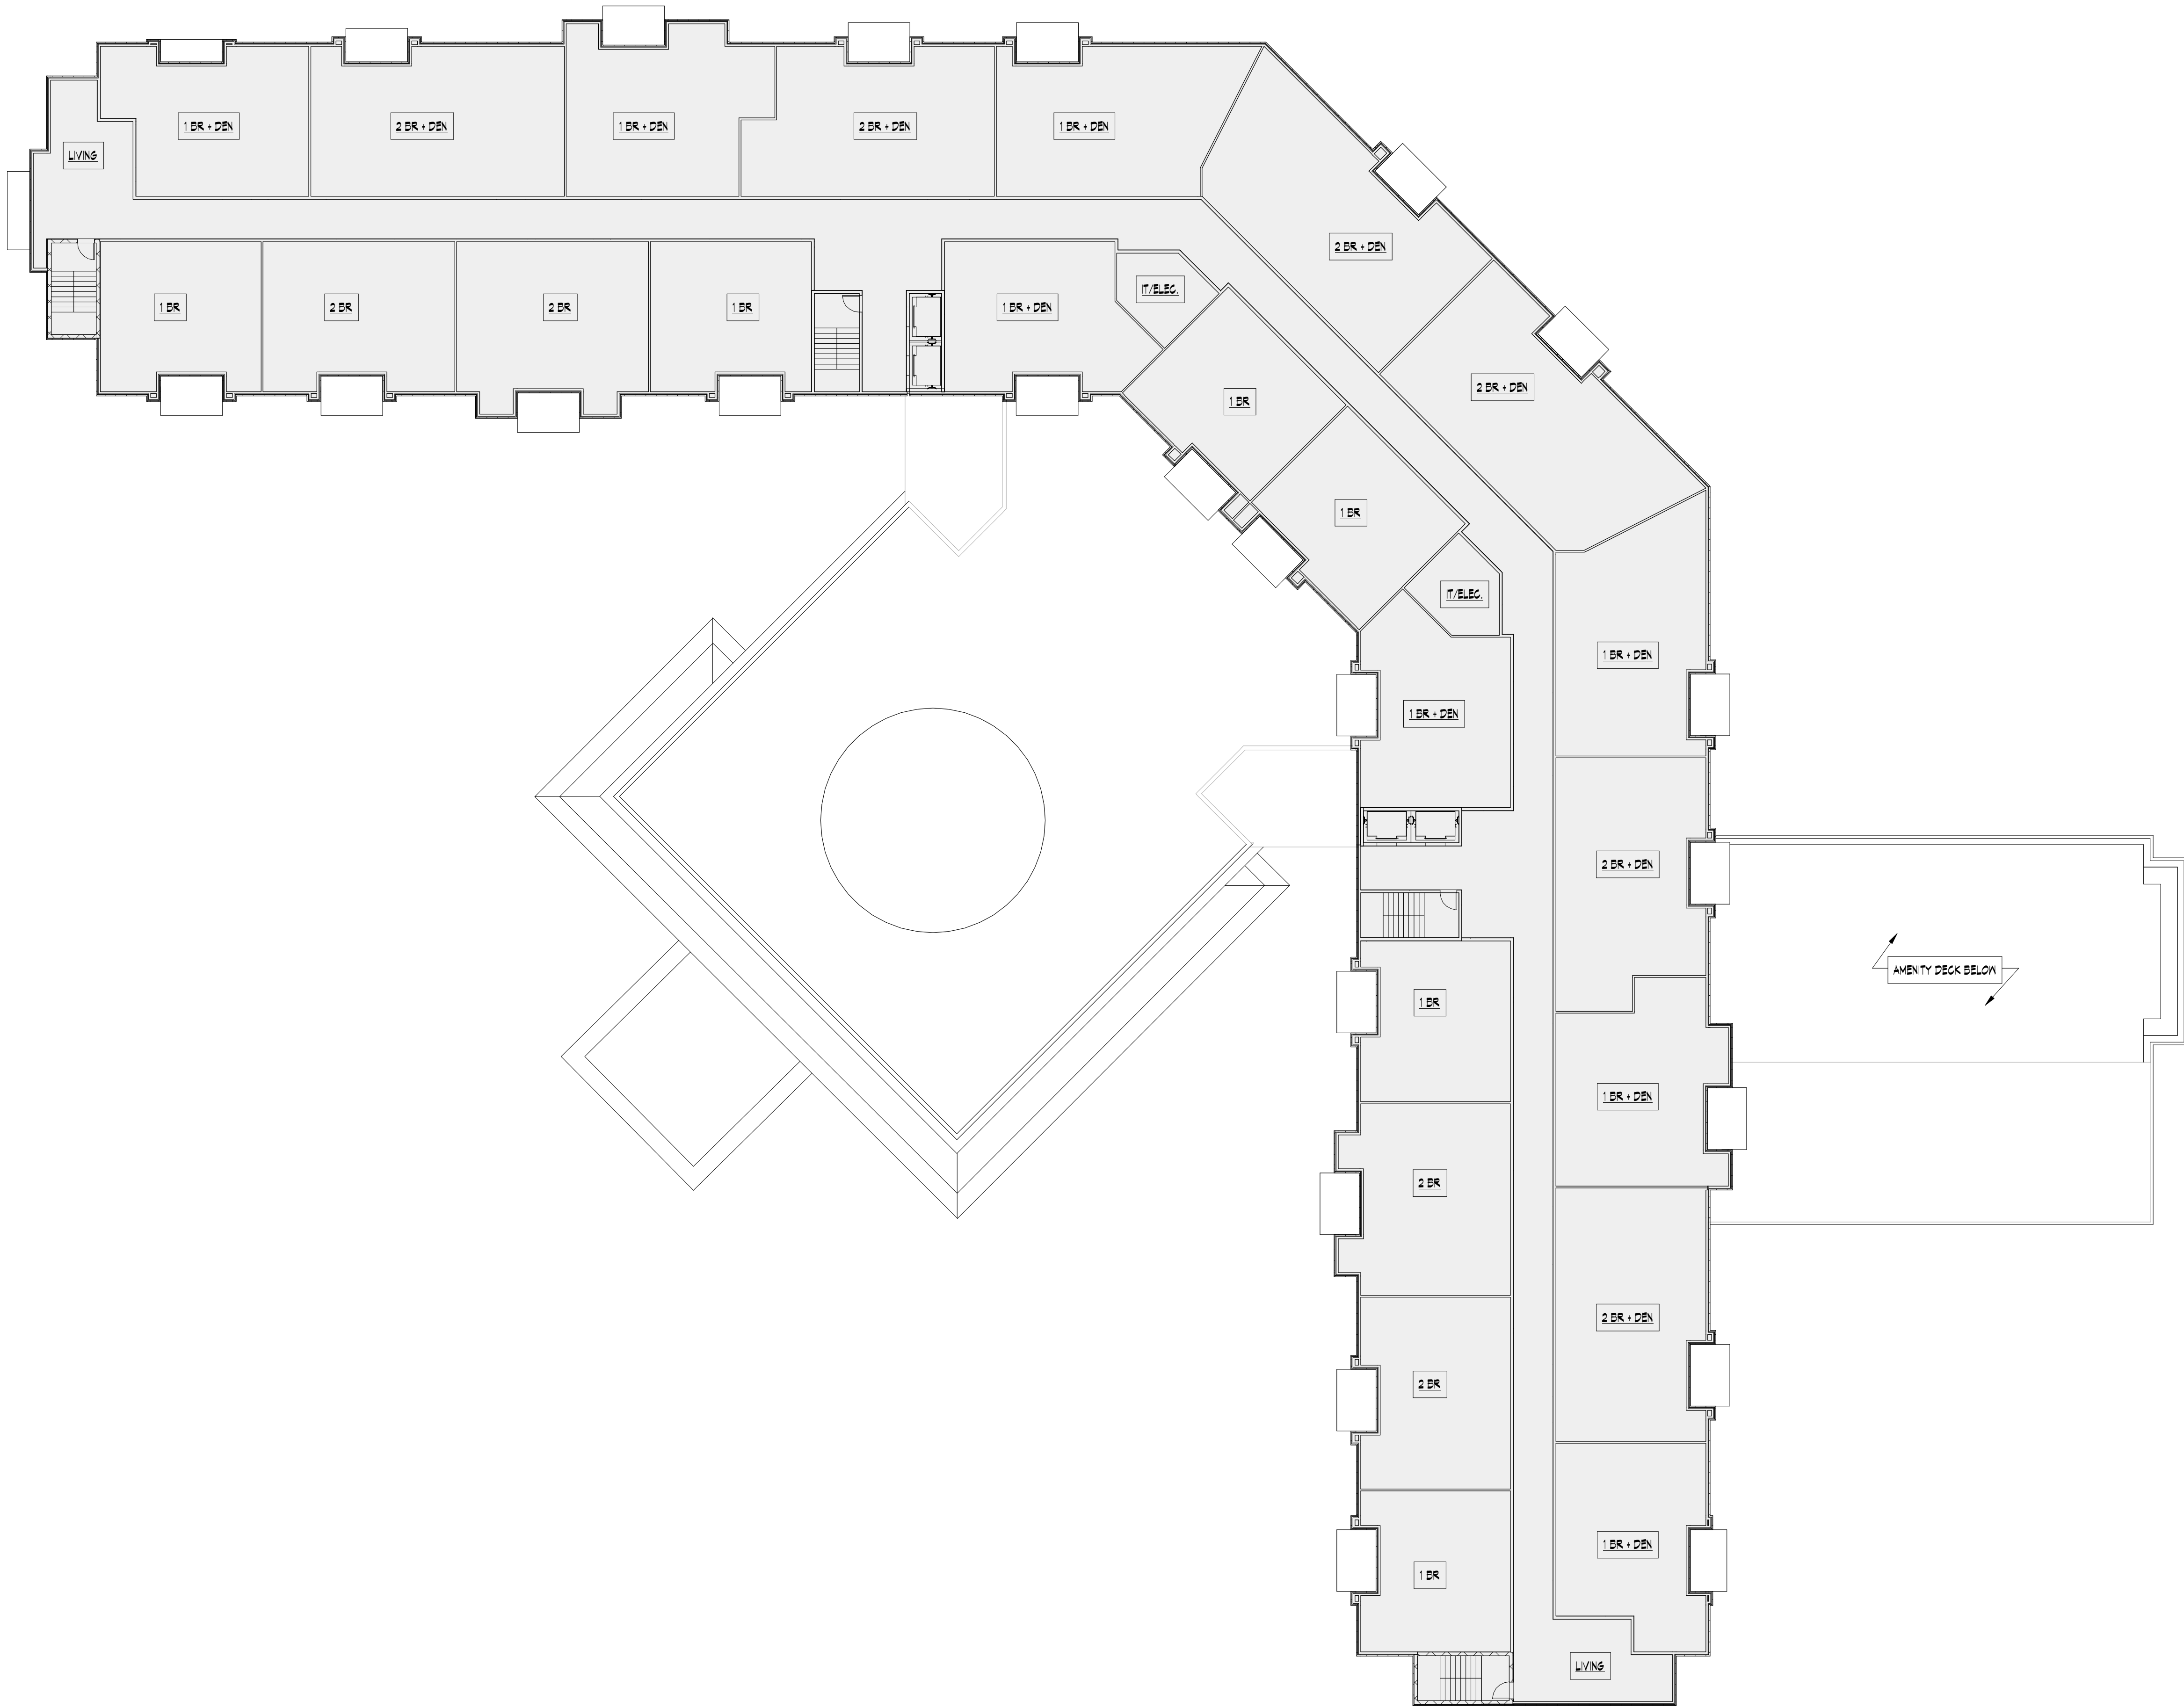 1 BR + DEN
2 BR + DEN
1 BR + DEN
2 BR + DEN
1 BR + DEN
LIVING
2 BR + DEN
IT/ELEC.
1 BR
2 BR
2 BR
1 BR
1 BR + DEN
2 BR + DEN
1 BR
1 BR
IT/ELEC.
1 BR + DEN
1 BR + DEN
2 BR + DEN
AMENITY DECK BELOW
1 BR
1 BR + DEN
2 BR
2 BR + DEN
2 BR
1 BR + DEN
1 BR
LIVING